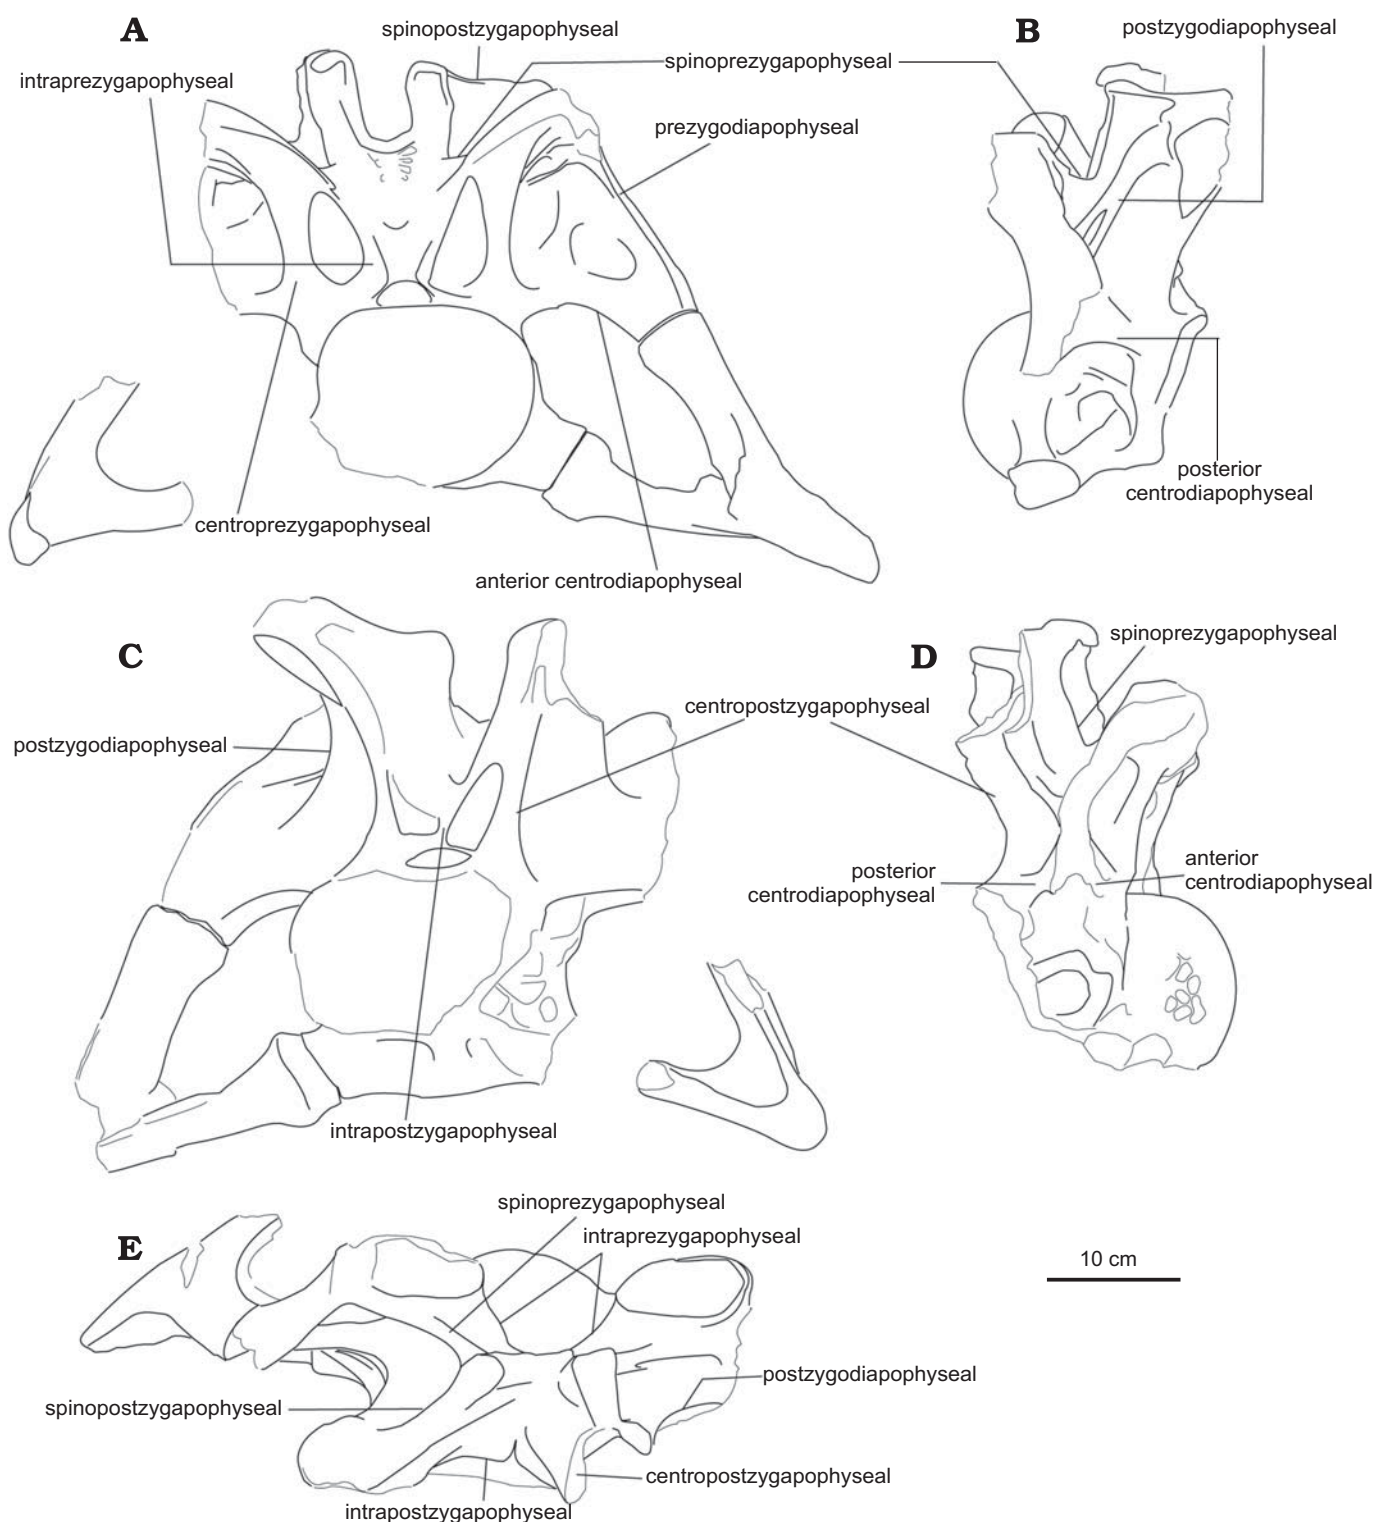 A
spinopostzygapophyseal
B
postzygodiapophyseal
intraprezygapophyseal
spinoprezygapophyseal
prezygodiapophyseal
posterior
centrodiapophyseal
centroprezygapophyseal
anterior centrodiapophyseal
C
D
spinoprezygapophyseal
centropostzygapophyseal
postzygodiapophyseal
posterior
centrodiapophyseal
anterior
centrodiapophyseal
intrapostzygapophyseal
E
spinoprezygapophyseal
intraprezygapophyseal
10 cm
postzygodiapophyseal
spinopostzygapophyseal
centropostzygapophyseal
intrapostzygapophyseal